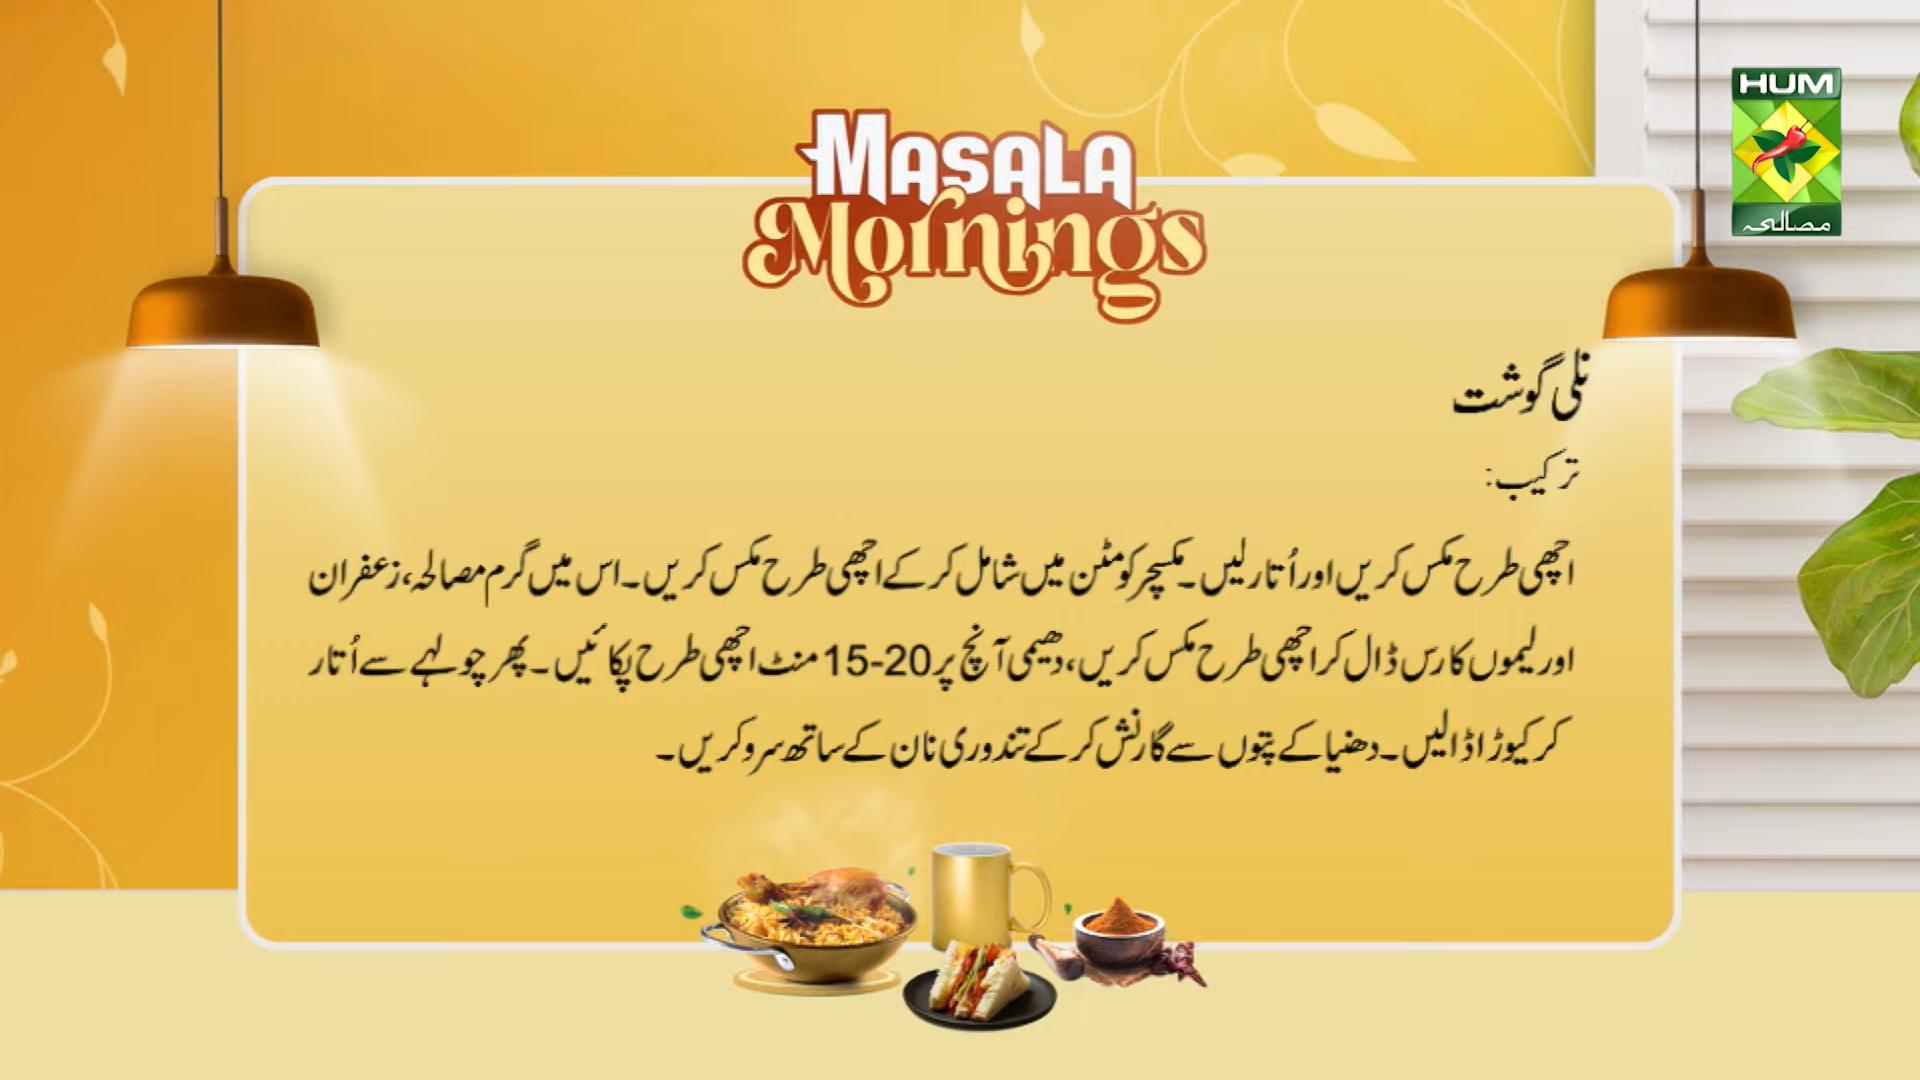 HUM
مصالحہ
MASALA
Mornings
نلی گوشت
ترکیب:
اچھی طرح مکس کریں اور اُتار لیں۔ مکسچر کو مٹن میں شامل کر کے اچھی طرح مکس کریں۔ اس میں گرم مصالحہ، زعفران
اور لیموں کا رس ڈال کر اچھی طرح مکس کریں، دھیمی آنچ پر 20-15 منٹ اچھی طرح پکائیں۔ پھر چولہے سے اُتار
کر کیوڑا ڈالیں۔ دھنیا کے پتوں سے گارنش کر کے تندوری نان کے ساتھ سرو کریں۔